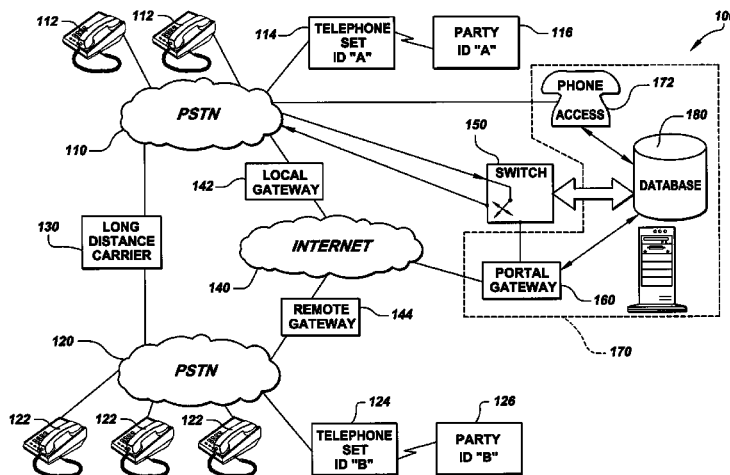 112
112
114
TELEPHONE
SET
ID "A"
PARTY
ID "A"
116
PSTN
110
PHONE
ACCESS
172
180
DATABASE
150
SWITCH
142
LOCAL
GATEWAY
130
LONG
DISTANCE
CARRIER
INTERNET
140
PORTAL
GATEWAY
160
REMOTE
GATEWAY
144
170
120
PSTN
122
122
122
124
TELEPHONE
SET
ID "B"
126
PARTY
ID "B"